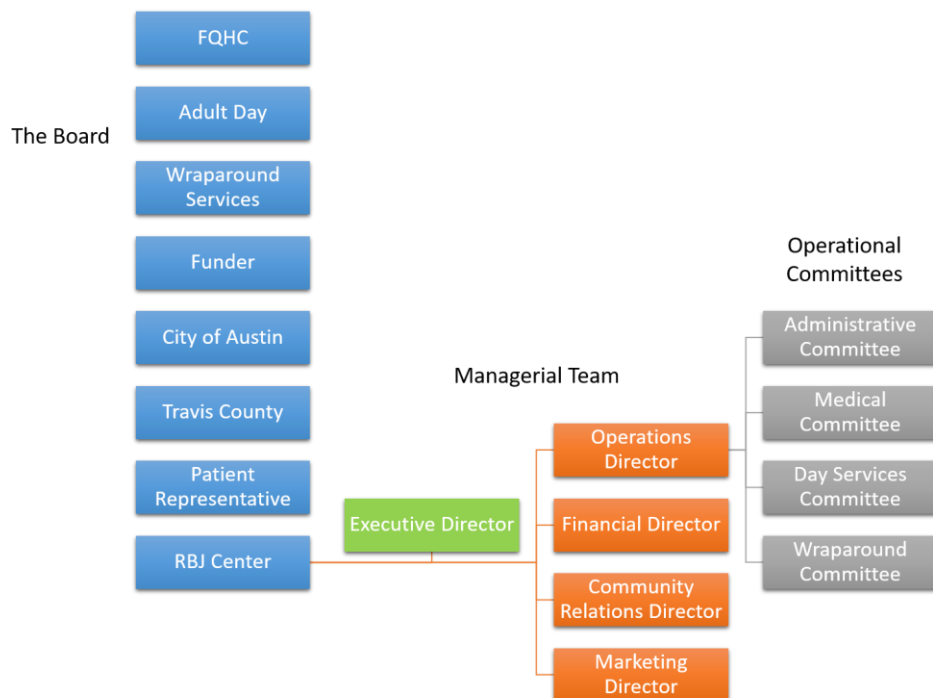 The Board
FQHC
Adult Day
Wraparound
Services
Funder
City of Austin
Travis County
Patient
Representative
RBJ Center
Executive Director
Managerial Team
Operations
Director
Financial Director
Community
Relations Director
Marketing
Director
Operational
Committees
Administrative
Committee
Medical
Committee
Day Services
Committee
Wraparound
Committee